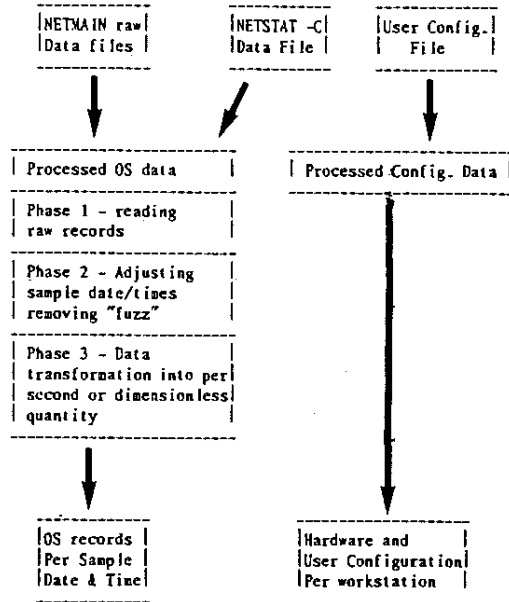 NETMAIN raw
Data files
NETSTAT -C
Data File
User Config.
File
Processed OS data
Phase 1 - reading
raw records
Phase 2 - Adjusting
sample date/times
removing "fuzz"
Phase 3 - Data
transformation into per
second or dimensionless
quantity
Processed Config. Data
OS records
Per Sample
Date & Time
Hardware and
User Configuration
Per workstation